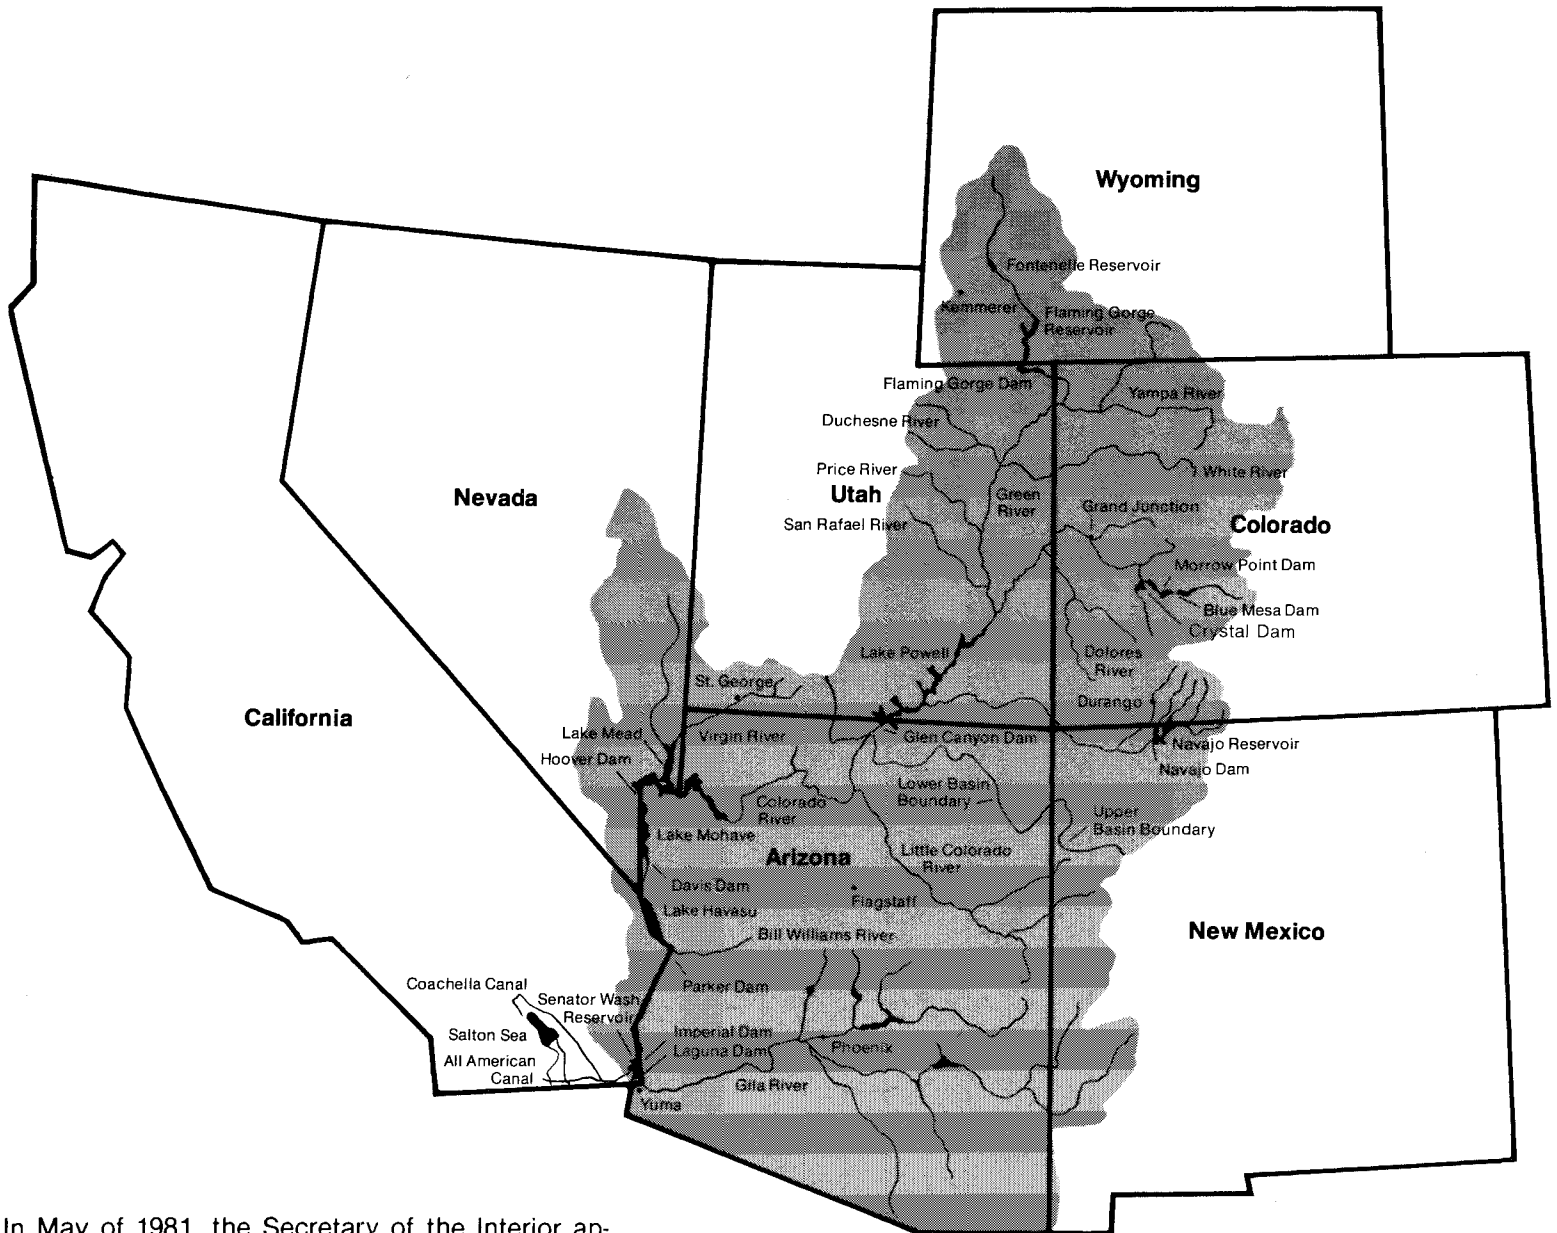 Wyoming
Fontenelle Reservoir
Kemmerer
Flaming Gorge
Reservoir
Flaming Gorge Dam
Yampa River
Duchesne River
Price River
White River
Utah
Green
River
Nevada
Grand Junction
San Rafael River
Colorado
Morrow Point Dam
Blue Mesa Dam
Crystal Dam
Lake Powell
Dolores
River
St. George
Durango
California
Lake Mead
Virgin River
Glen Canyon Dam
Navajo Reservoir
Hoover Dam
Navajo Dam
Lower Basin
Boundary
Colorado
River
Upper
Basin Boundary
Lake Mohave
Arizona
Little Colorado
River
Davis Dam
Flagstaff
Lake Havasu
New Mexico
Bill Williams River
Coachella Canal
Parker Dam
Senator Wash
Reservoir
Salton Sea
Imperial Dam
Laguna Dam
Phoenix
All American
Canal
Gila River
Yuma
In May of 1981, the Secretary of the Interior ap-